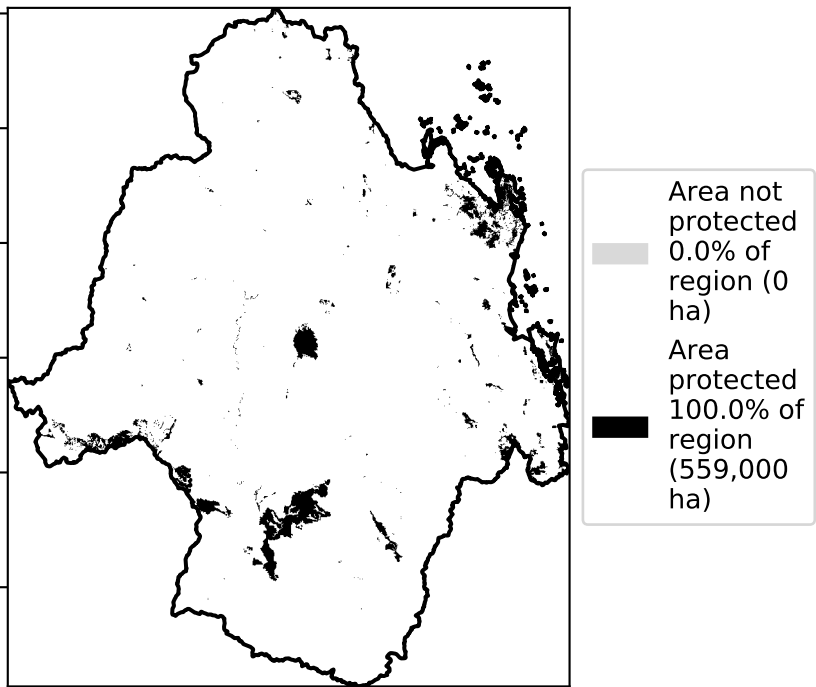 Area not
protected
0.0% of
region (0
ha)
Area
protected
100.0% of
region
(559,000
ha)